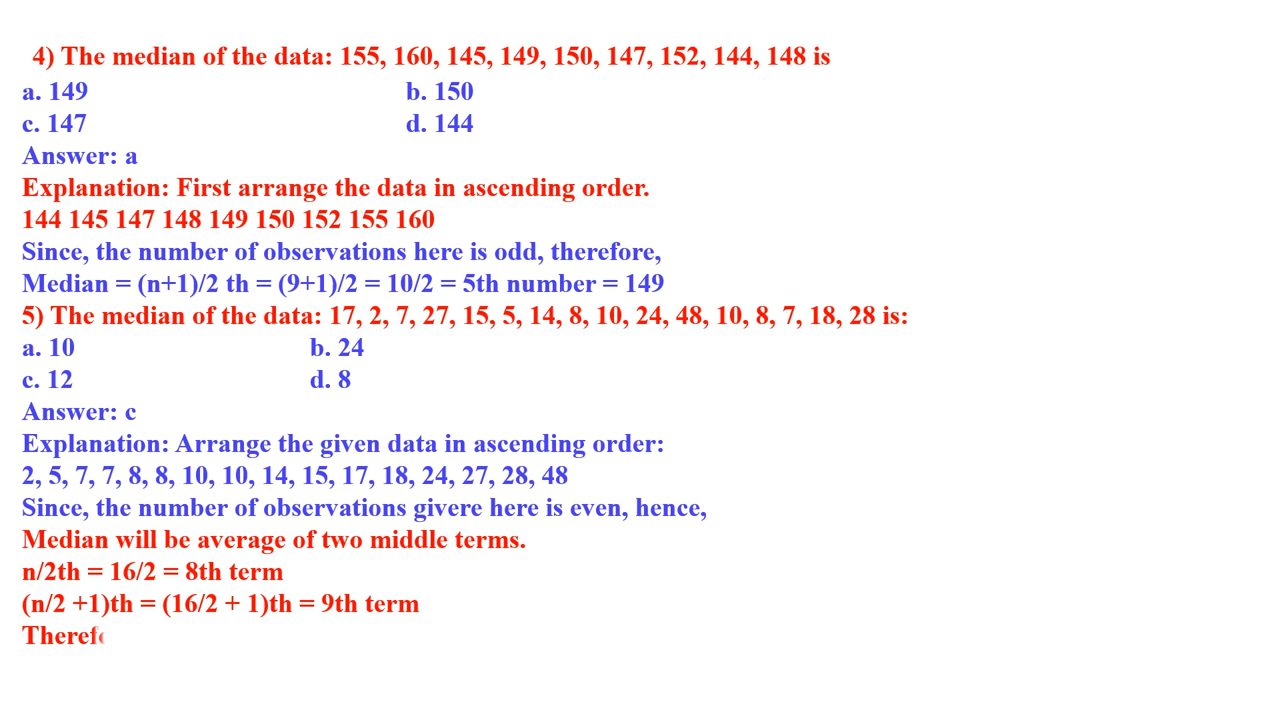 4) The median of the data: 155, 160, 145, 149, 150, 147, 152, 144, 148 is
a. 149 b. 150
c. 147 d. 144
Answer: a
Explanation: First arrange the data in ascending order.
144 145 147 148 149 150 152 155 160
Since, the number of observations here is odd, therefore,
Median = (n+1)/2 th = (9+1)/2 = 10/2 = 5th number = 149
5) The median of the data: 17, 2, 7, 27, 15, 5, 14, 8, 10, 24, 48, 10, 8, 7, 18, 28 is:
a. 10 b. 24
c. 12 d. 8
Answer: c
Explanation: Arrange the given data in ascending order:
2, 5, 7, 7, 8, 8, 10, 10, 14, 15, 17, 18, 24, 27, 28, 48
Since, the number of observations givere here is even, hence,
Median will be average of two middle terms.
n/2th = 16/2 = 8th term
(n/2 +1)th = (16/2 + 1)th = 9th term